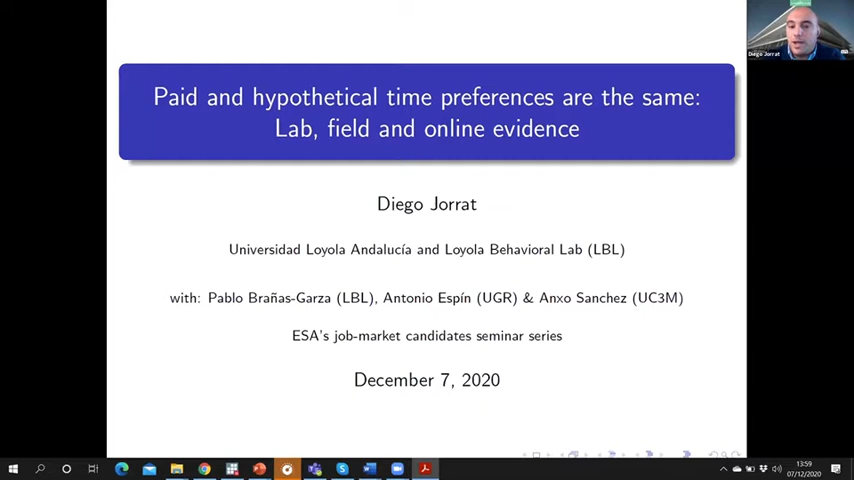 Paid and hypothetical time preferences are the same:
Lab, field and online evidence
Diego Jorrat
Diego Jorrat
Universidad Loyola Andalucía and Loyola Behavioral Lab (LBL)
with: Pablo Brañas-Garza (LBL), Antonio Espín (UGR) & Anxo Sanchez (UC3M)
ESA's job-market candidates seminar series
December 7, 2020
13:59
07/12/2020